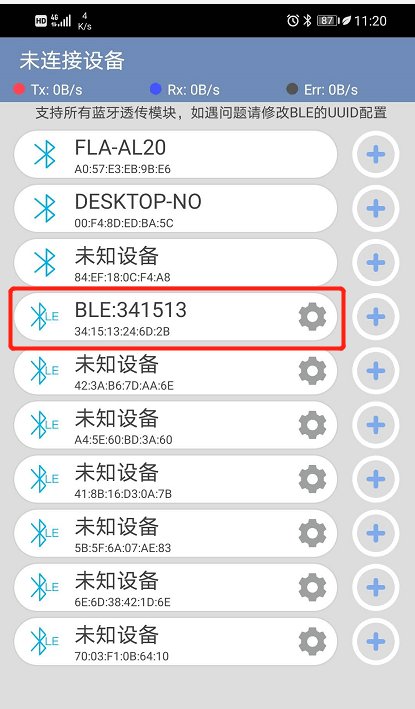 HD 4G 4 K/s 87 11:20
未连接设备
Tx: 0B/s Rx: 0B/s Err: 0B/s
支持所有蓝牙透传模块，如遇问题请修改BLE的UUID配置
FLA-AL20
A0:57:E3:EB:9B:E6
DESKTOP-NO
00:F4:8D:ED:BA:5C
未知设备
84:EF:18:0C:F4:A8
LE BLE:341513
34:15:13:24:6D:2B
LE 未知设备
42:3A:B6:7D:AA:6E
LE 未知设备
A4:5E:60:BD:3A:60
LE 未知设备
41:8B:16:D3:0A:7B
LE 未知设备
5B:5F:6A:07:AE:83
LE 未知设备
6E:6D:38:42:1D:6E
LE 未知设备
70:03:F1:0B:64:10